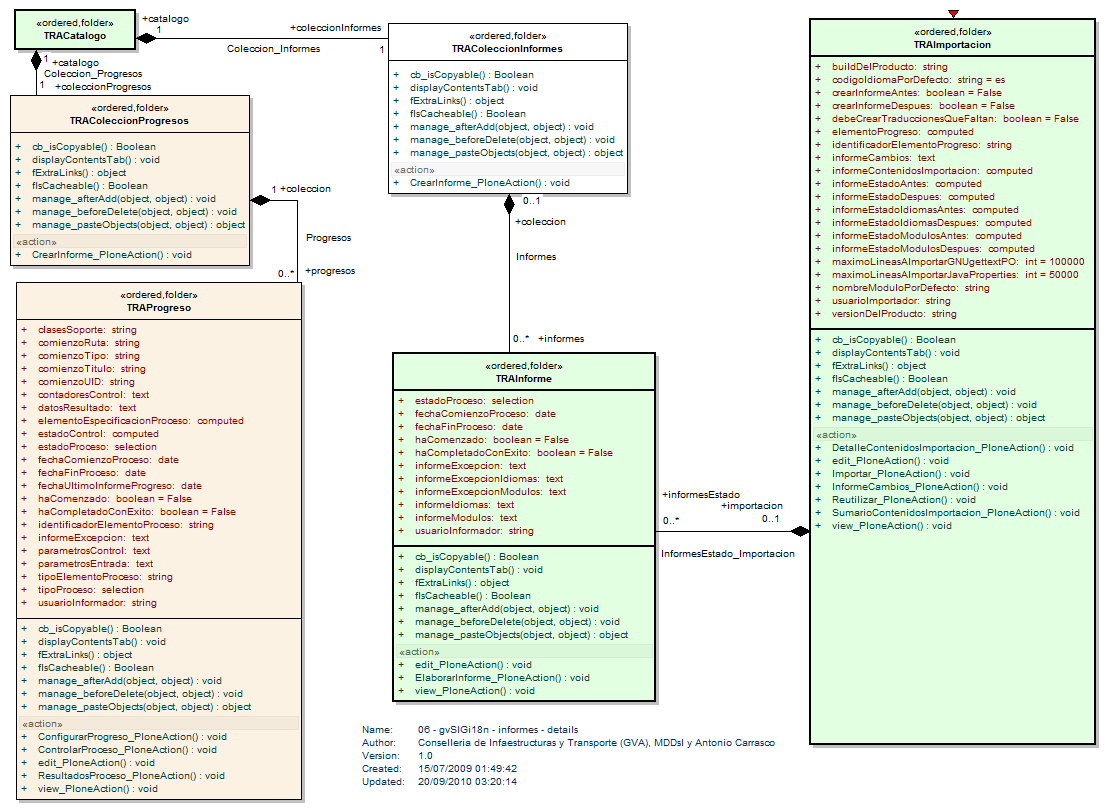 «ordered,folder»
TRACatalogo
+catalogo
1
+coleccionInformes
Coleccion_Informes
1
1
+catalogo
Coleccion_Progresos
1
+coleccionProgresos
«ordered,folder»
TRAColeccionProgresos
+ cb_isCopyable() : Boolean
+ displayContentsTab() : void
+ fExtraLinks() : object
+ fIsCacheable() : Boolean
+ manage_afterAdd(object, object) : void
+ manage_beforeDelete(object, object) : void
+ manage_pasteObjects(object, object) : object
«action»
+ CrearInforme_PloneAction() : void
1 +coleccion
Progresos
0..* +progresos
«ordered,folder»
TRAProgreso
+ clasesSoporte: string
+ comienzoRuta: string
+ comienzoTipo: string
+ comienzoTitulo: string
+ comienzoUID: string
+ contadoresControl: text
+ datosResultado: text
+ elementoEspecificacionProceso: computed
+ estadoControl: computed
+ estadoProceso: selection
+ fechaComienzoProceso: date
+ fechaFinProceso: date
+ fechaUltimoInformeProgreso: date
+ haComenzado: boolean = False
+ haCompletadoConExito: boolean = False
+ identificadorElementoProceso: string
+ informeExcepcion: text
+ parametrosControl: text
+ parametrosEntrada: text
+ tipoElementoProceso: string
+ tipoProceso: selection
+ usuarioInformador: string
+ cb_isCopyable() : Boolean
+ displayContentsTab() : void
+ fExtraLinks() : object
+ fIsCacheable() : Boolean
+ manage_afterAdd(object, object) : void
+ manage_beforeDelete(object, object) : void
+ manage_pasteObjects(object, object) : object
«action»
+ ConfigurarProgreso_PloneAction() : void
+ ControlarProceso_PloneAction() : void
+ edit_PloneAction() : void
+ ResultadosProceso_PloneAction() : void
+ view_PloneAction() : void
«ordered,folder»
TRAColeccionInformes
+ cb_isCopyable() : Boolean
+ displayContentsTab() : void
+ fExtraLinks() : object
+ fIsCacheable() : Boolean
+ manage_afterAdd(object, object) : void
+ manage_beforeDelete(object, object) : void
+ manage_pasteObjects(object, object) : object
«action»
+ CrearInforme_PloneAction() : void
0..1
+coleccion
Informes
0..* +informes
«ordered,folder»
TRAInforme
+ estadoProceso: selection
+ fechaComienzoProceso: date
+ fechaFinProceso: date
+ haComenzado: boolean = False
+ haCompletadoConExito: boolean = False
+ informeExcepcion: text
+ informeExcepcionIdiomas: text
+ informeExcepcionModulos: text
+ informeIdiomas: text
+ informeModulos: text
+ usuarioInformador: string
+ cb_isCopyable() : Boolean
+ displayContentsTab() : void
+ fExtraLinks() : object
+ fIsCacheable() : Boolean
+ manage_afterAdd(object, object) : void
+ manage_beforeDelete(object, object) : void
+ manage_pasteObjects(object, object) : object
«action»
+ edit_PloneAction() : void
+ ElaborarInforme_PloneAction() : void
+ view_PloneAction() : void
+informesEstado
+importacion
0..*
0..1
InformesEstado_Importacion
«ordered,folder»
TRAImportacion
+ buildDelProducto: string
+ codigoIdiomaPorDefecto: string = es
+ crearInformeAntes: boolean = False
+ crearInformeDespues: boolean = False
+ debeCrearTraduccionesQueFaltan: boolean = False
+ elementoProgreso: computed
+ identificadorElementoProgreso: string
+ informeCambios: text
+ informeContenidosImportacion: computed
+ informeEstadoAntes: computed
+ informeEstadoDespues: computed
+ informeEstadoIdiomasAntes: computed
+ informeEstadoIdiomasDespues: computed
+ informeEstadoModulosAntes: computed
+ informeEstadoModulosDespues: computed
+ maximoLineasAImportarGNUgettextPO: int = 100000
+ maximoLineasAImportarJavaProperties: int = 50000
+ nombreModuloPorDefecto: string
+ usuarioImportador: string
+ versionDelProducto: string
+ cb_isCopyable() : Boolean
+ displayContentsTab() : void
+ fExtraLinks() : object
+ fIsCacheable() : Boolean
+ manage_afterAdd(object, object) : void
+ manage_beforeDelete(object, object) : void
+ manage_pasteObjects(object, object) : object
«action»
+ DetalleContenidosImportacion_PloneAction() : void
+ edit_PloneAction() : void
+ Importar_PloneAction() : void
+ InformeCambios_PloneAction() : void
+ Reutilizar_PloneAction() : void
+ SumarioContenidosImportacion_PloneAction() : void
+ view_PloneAction() : void
Name: 06 - gvSIGi18n - informes - details
Author: Conselleria de Infaestructuras y Transporte (GVA), MDDsl y Antonio Carrasco
Version: 1.0
Created: 15/07/2009 01:49:42
Updated: 20/09/2010 03:20:14